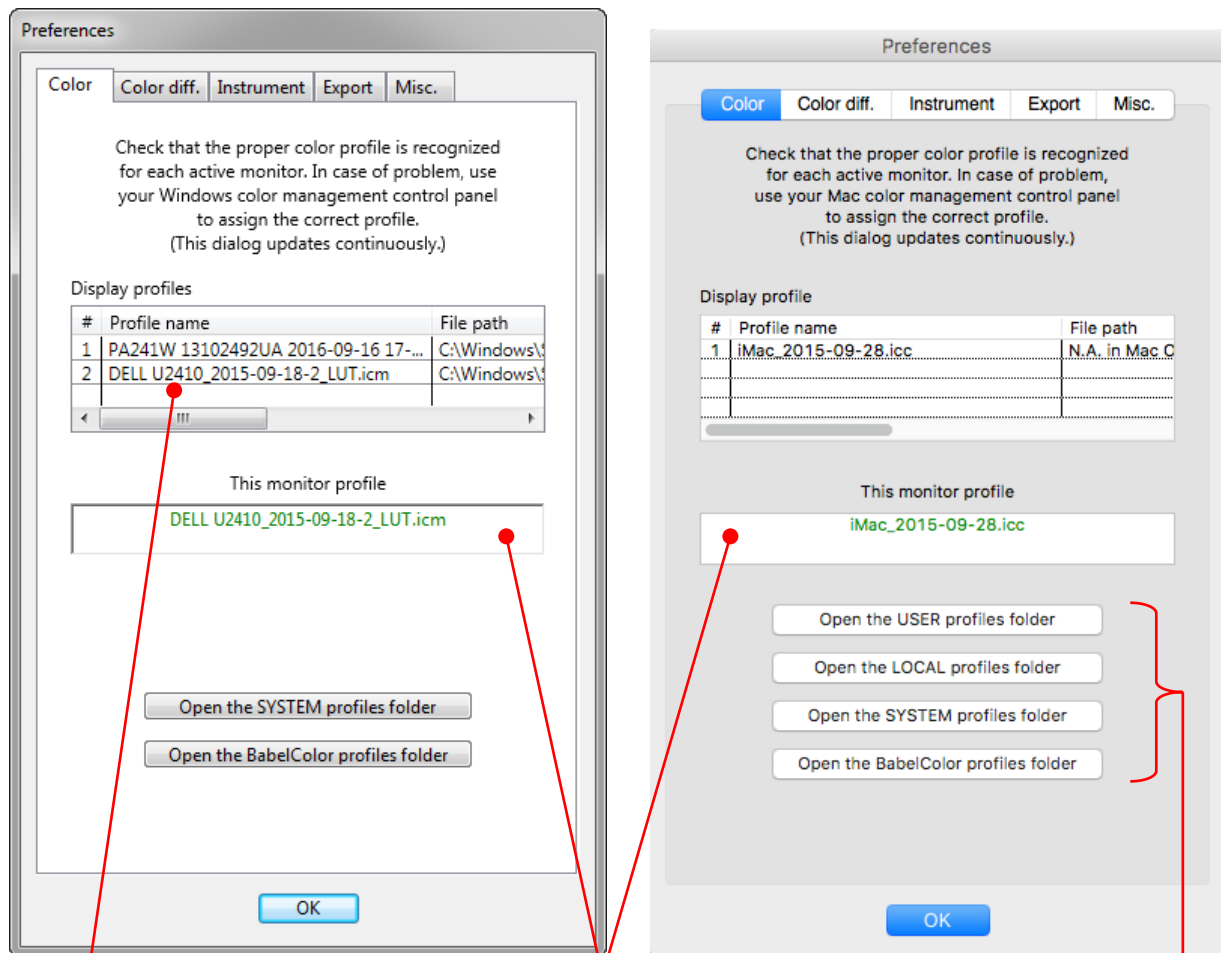 Preferences
Color
Color diff.
Instrument
Export
Misc.
Check that the proper color profile is recognized
for each active monitor. In case of problem, use
your Windows color management control panel
to assign the correct profile.
(This dialog updates continuously.)
Display profiles
# Profile name File path
1 PA241W 13102492UA 2016-09-16 17-... C:\Windows\
2 DELL U2410_2015-09-18-2_LUT.icm C:\Windows\
This monitor profile
DELL U2410_2015-09-18-2_LUT.icm
Open the SYSTEM profiles folder
Open the BabelColor profiles folder
OK
Preferences
Color
Color diff.
Instrument
Export
Misc.
Check that the proper color profile is recognized
for each active monitor. In case of problem,
use your Mac color management control panel
to assign the correct profile.
(This dialog updates continuously.)
Display profile
# Profile name File path
1 iMac_2015-09-28.icc N.A. in Mac
This monitor profile
iMac_2015-09-28.icc
Open the USER profiles folder
Open the LOCAL profiles folder
Open the SYSTEM profiles folder
Open the BabelColor profiles folder
OK